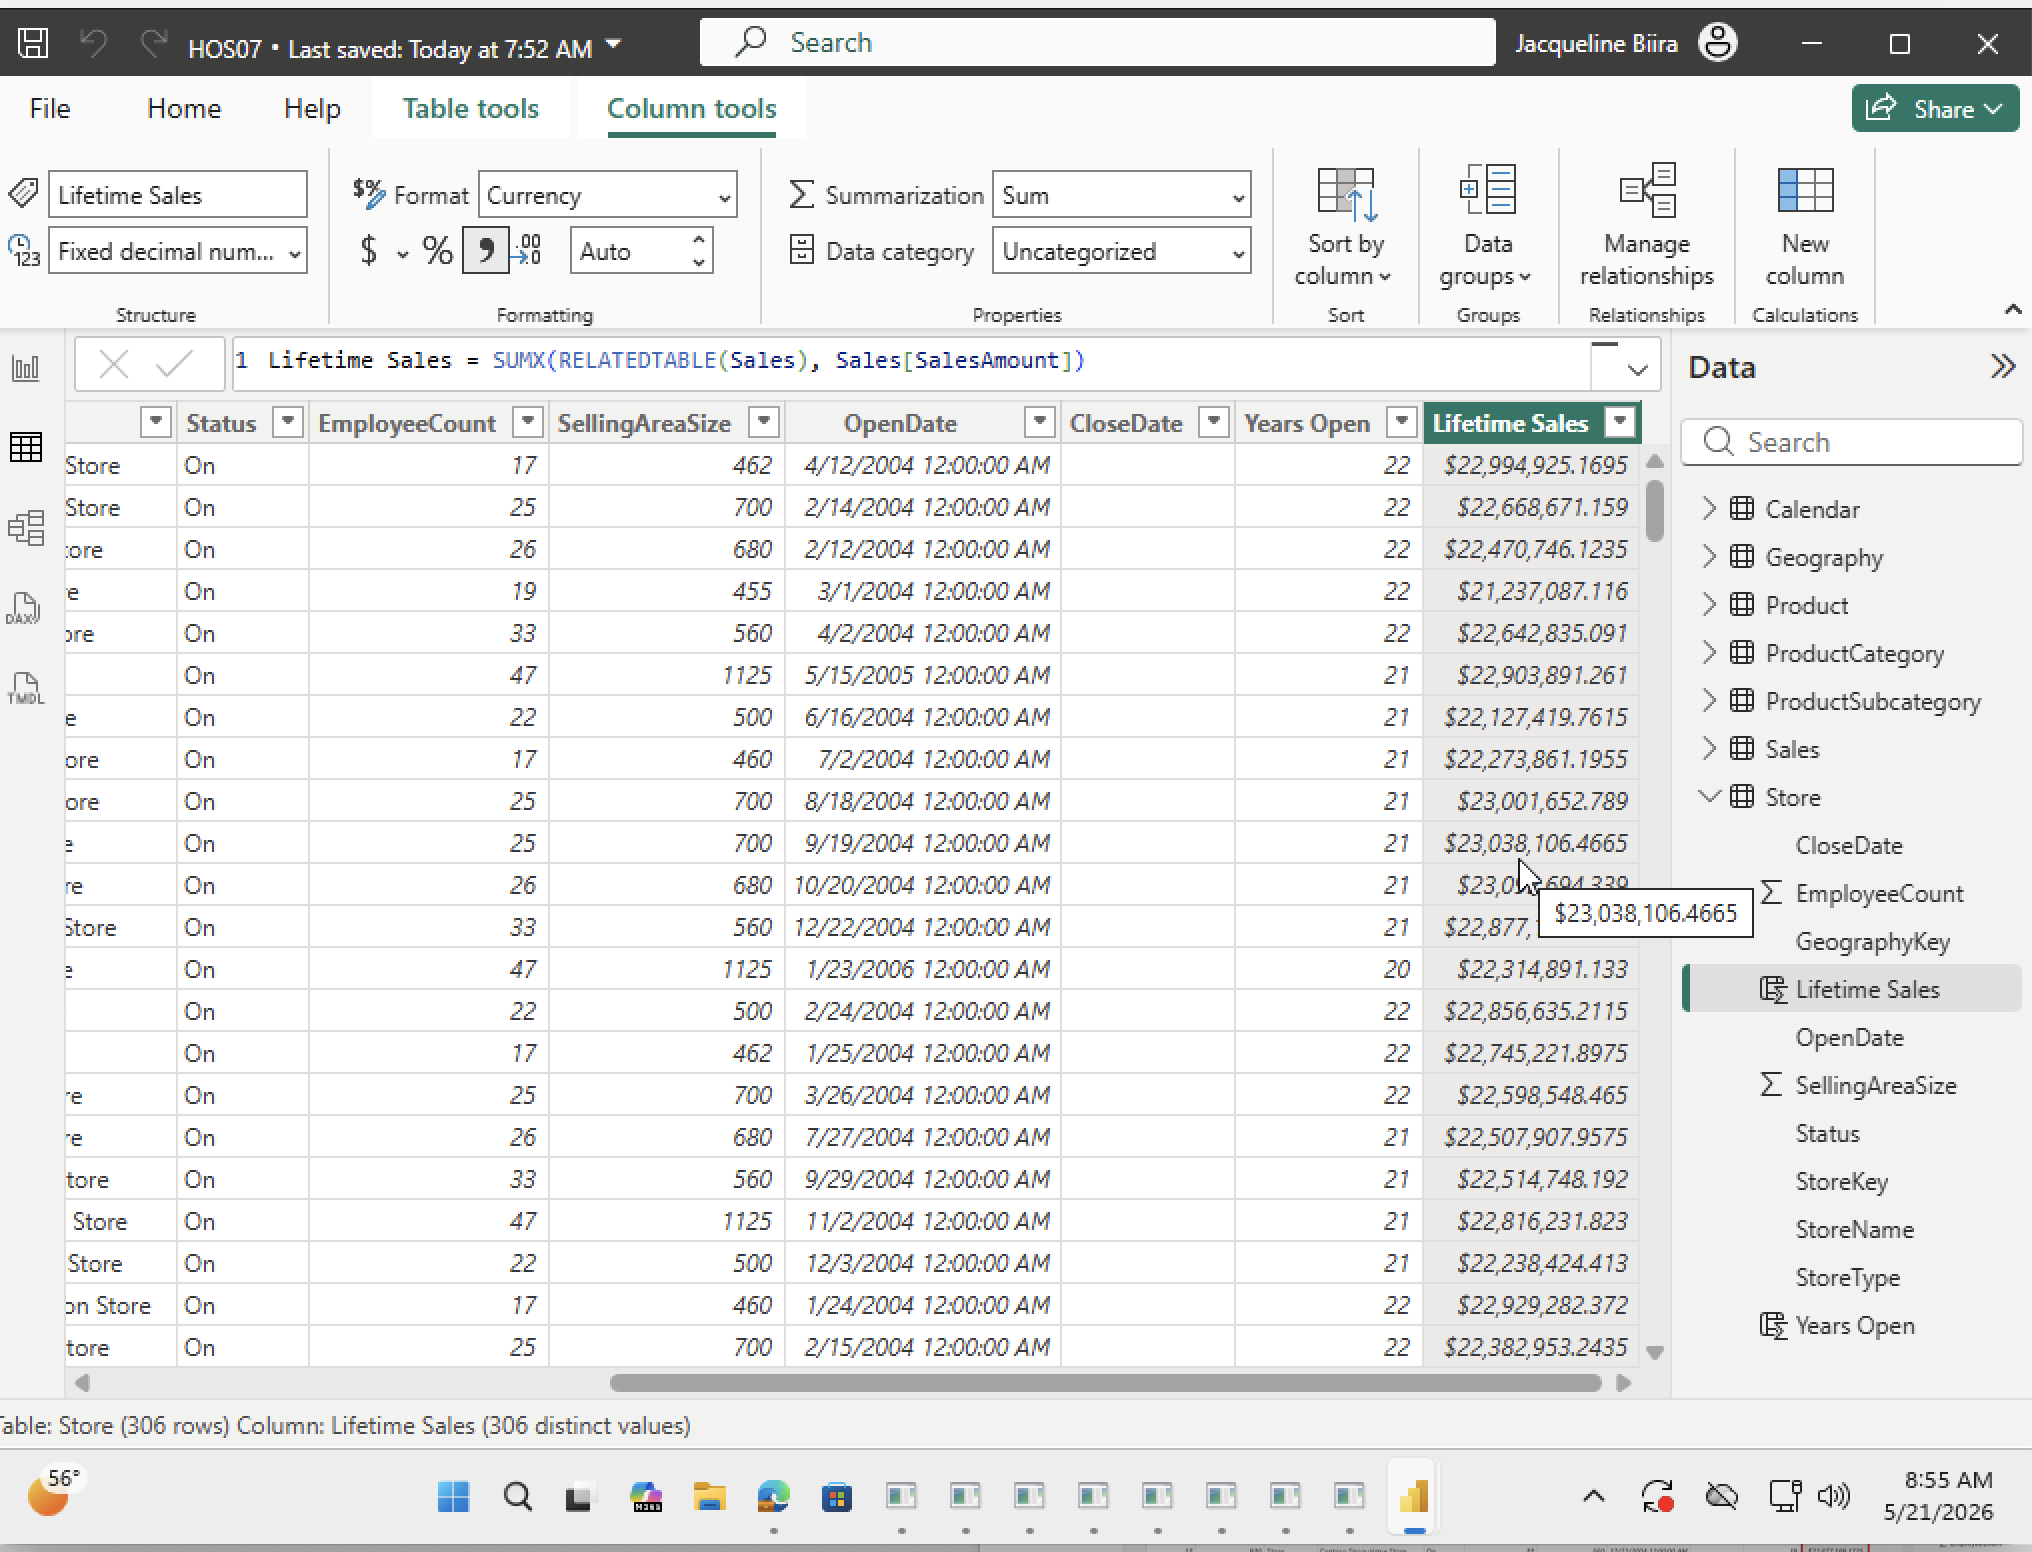 HOS07 • Last saved: Today at 7:52 AM
Search
Jacqueline Biira
File Home Help Table tools Column tools Share
Lifetime Sales
$% Format Currency
Summarization Sum
Fixed decimal num...
$ % 9 .00 Auto
Data category Uncategorized
Sort by column
Data groups
Manage relationships
New column
Structure Formatting Properties Sort Groups Relationships Calculations
1 Lifetime Sales = SUMX(RELATEDTABLE(Sales), Sales[SalesAmount])
Status EmployeeCount SellingAreaSize OpenDate CloseDate Years Open Lifetime Sales
Store On 17 462 4/12/2004 12:00:00 AM 22 $22,994,925.1695
Store On 25 700 2/14/2004 12:00:00 AM 22 $22,668,671.159
ore On 26 680 2/12/2004 12:00:00 AM 22 $22,470,746.1235
e On 19 455 3/1/2004 12:00:00 AM 22 $21,237,087.116
ore On 33 560 4/2/2004 12:00:00 AM 22 $22,642,835.091
On 47 1125 5/15/2005 12:00:00 AM 21 $22,903,891.261
e On 22 500 6/16/2004 12:00:00 AM 21 $22,127,419.7615
ore On 17 460 7/2/2004 12:00:00 AM 21 $22,273,861.1955
ore On 25 700 8/18/2004 12:00:00 AM 21 $23,001,652.789
e On 25 700 9/19/2004 12:00:00 AM 21 $23,038,106.4665
re On 26 680 10/20/2004 12:00:00 AM 21
Store On 33 560 12/22/2004 12:00:00 AM 21 $22,877,
e On 47 1125 1/23/2006 12:00:00 AM 20 $22,314,891.133
On 22 500 2/24/2004 12:00:00 AM 22 $22,856,635.2115
On 17 462 1/25/2004 12:00:00 AM 22 $22,745,221.8975
re On 25 700 3/26/2004 12:00:00 AM 22 $22,598,548.465
re On 26 680 7/27/2004 12:00:00 AM 21 $22,507,907.9575
tore On 33 560 9/29/2004 12:00:00 AM 21 $22,514,748.192
Store On 47 1125 11/2/2004 12:00:00 AM 21 $22,816,231.823
Store On 22 500 12/3/2004 12:00:00 AM 21 $22,238,424.413
on Store On 17 460 1/24/2004 12:00:00 AM 22 $22,929,282.372
tore On 25 700 2/15/2004 12:00:00 AM 22 $22,382,953.2435
$23,038,106.4665
DAX
TMDL
Data
Search
Calendar
Geography
Product
ProductCategory
ProductSubcategory
Sales
Store
CloseDate
EmployeeCount
GeographyKey
Lifetime Sales
OpenDate
SellingAreaSize
Status
StoreKey
StoreName
StoreType
Years Open
Table: Store (306 rows) Column: Lifetime Sales (306 distinct values)
56°
8:55 AM
5/21/2026